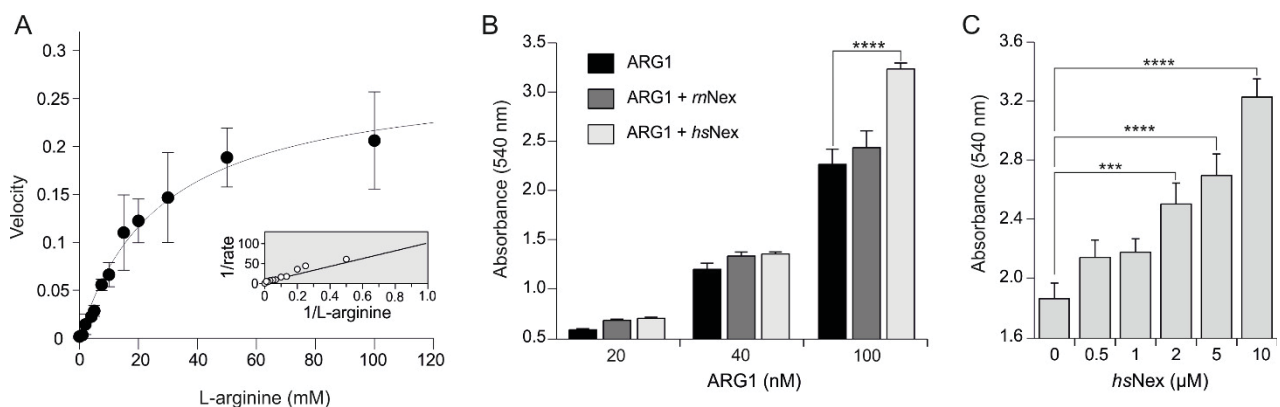 A
Velocity
0.3
0.25
0.2
0.15
0.1
0.05
0
0 20 40 60 80 100 120
L-arginine (mM)
1/rate
100
50
0
0 0.2 0.4 0.6 0.8 1.0
1/L-arginine
B
Absorbance (540 nm)
3.5
3.0
2.5
2.0
1.5
1.0
0.5
ARG1
ARG1 + rnNex
ARG1 + hsNex
****
20 40 100
ARG1 (nM)
C
Absorbance (540 nm)
3.6
3.2
2.8
2.4
2.0
1.6
****
****
***
0 0.5 1 2 5 10
hsNex (µM)